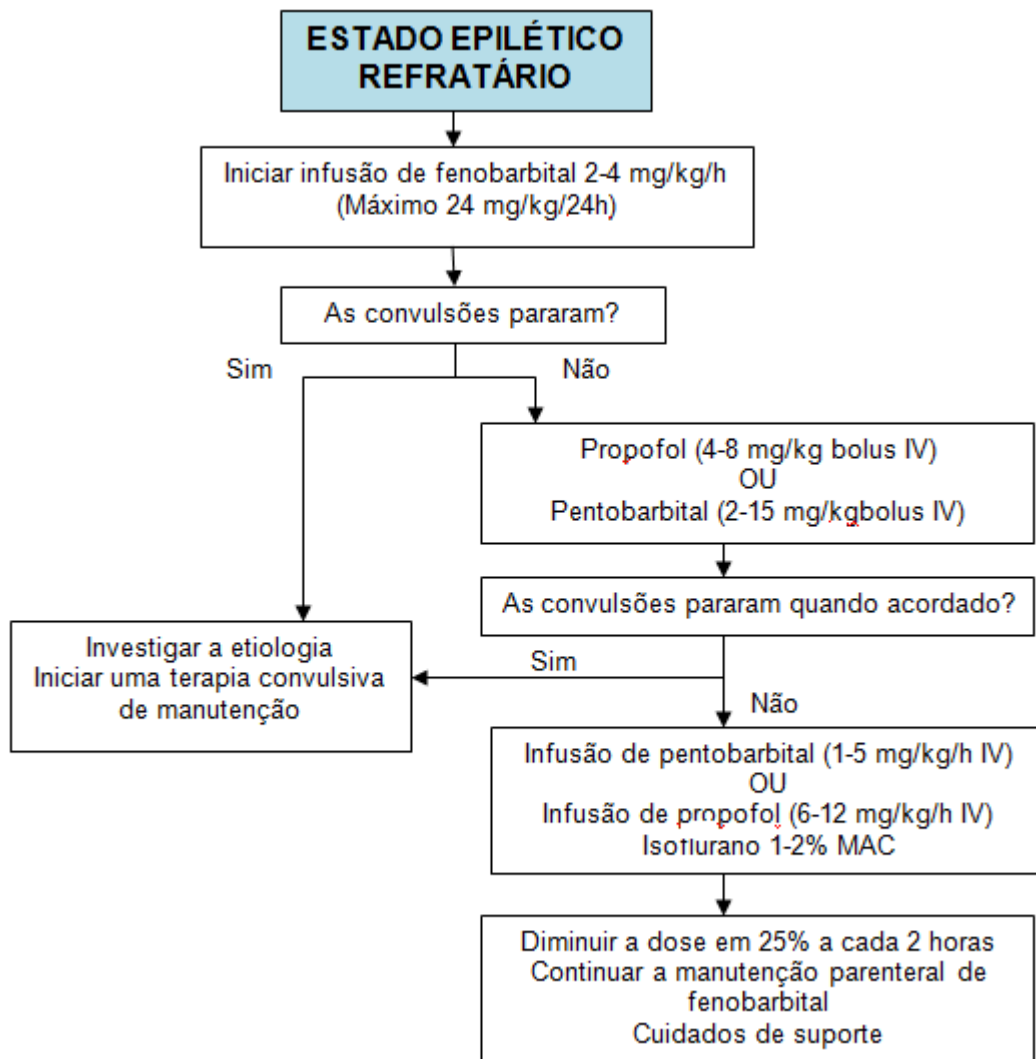 ESTADO EPILÉTICO
REFRATÁRIO
Iniciar infusão de fenobarbital 2-4 mg/kg/h
(Máximo 24 mg/kg/24h)
As convulsões pararam?
Sim
Não
Propofol (4-8 mg/kg bolus IV)
OU
Pentobarbital (2-15 mg/kgbolus IV)
As convulsões pararam quando acordado?
Investigar a etiologia
Iniciar uma terapia convulsiva
de manutenção
Sim
Não
Infusão de pentobarbital (1-5 mg/kg/h IV)
OU
Infusão de propofol (6-12 mg/kg/h IV)
Isoflurano 1-2% MAC
Diminuir a dose em 25% a cada 2 horas
Continuar a manutenção parenteral de
fenobarbital
Cuidados de suporte